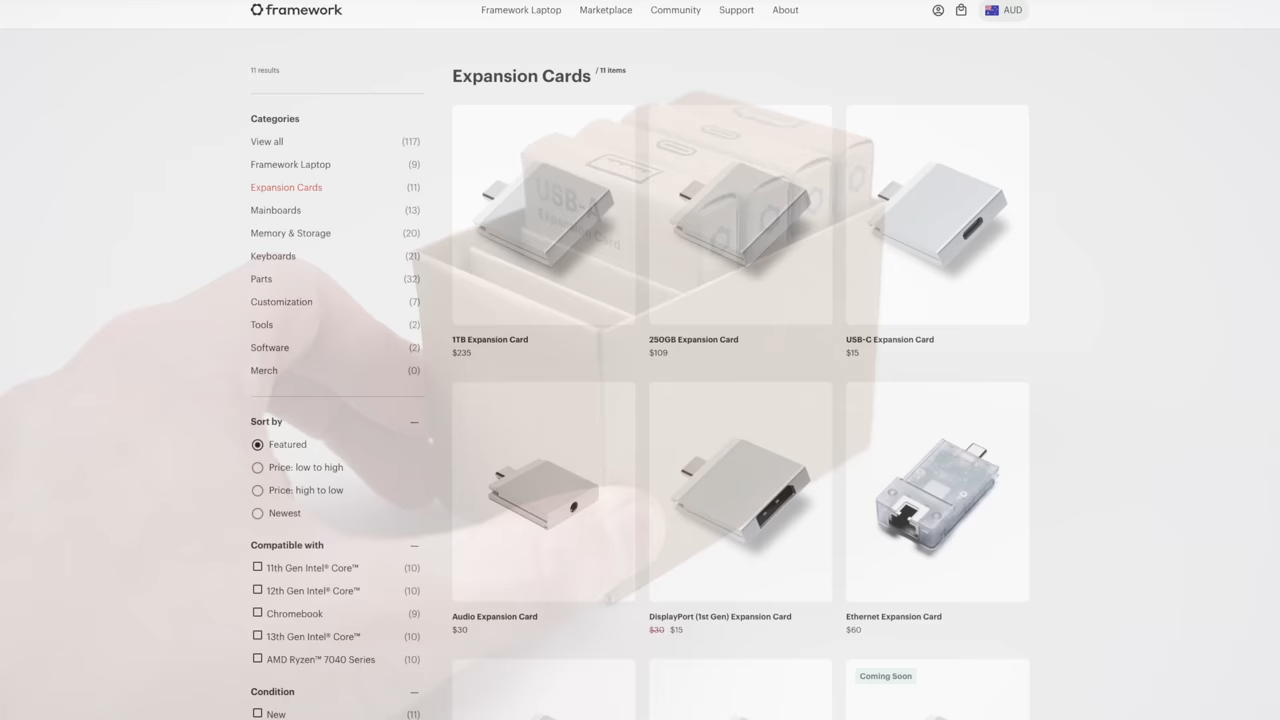 framework
Framework Laptop Marketplace Community Support About
AUD
11 results
Expansion Cards / 11 items
Categories
View all (117)
Framework Laptop (9)
Expansion Cards (11)
Mainboards (13)
Memory & Storage (20)
Keyboards (21)
Parts (32)
Customization (7)
Tools (2)
Software (2)
Merch (0)
Sort by
Featured
Price: low to high
Price: high to low
Newest
Compatible with
11th Gen Intel® Core™ (10)
12th Gen Intel® Core™ (10)
Chromebook (9)
13th Gen Intel® Core™ (10)
AMD Ryzen™ 7040 Series (10)
Condition
New (11)
USB-A
Expansion Card
1TB Expansion Card
$235
250GB Expansion Card
$109
USB-C Expansion Card
$15
Audio Expansion Card
$30
DisplayPort (1st Gen) Expansion Card
$30 $15
Ethernet Expansion Card
$60
Coming Soon